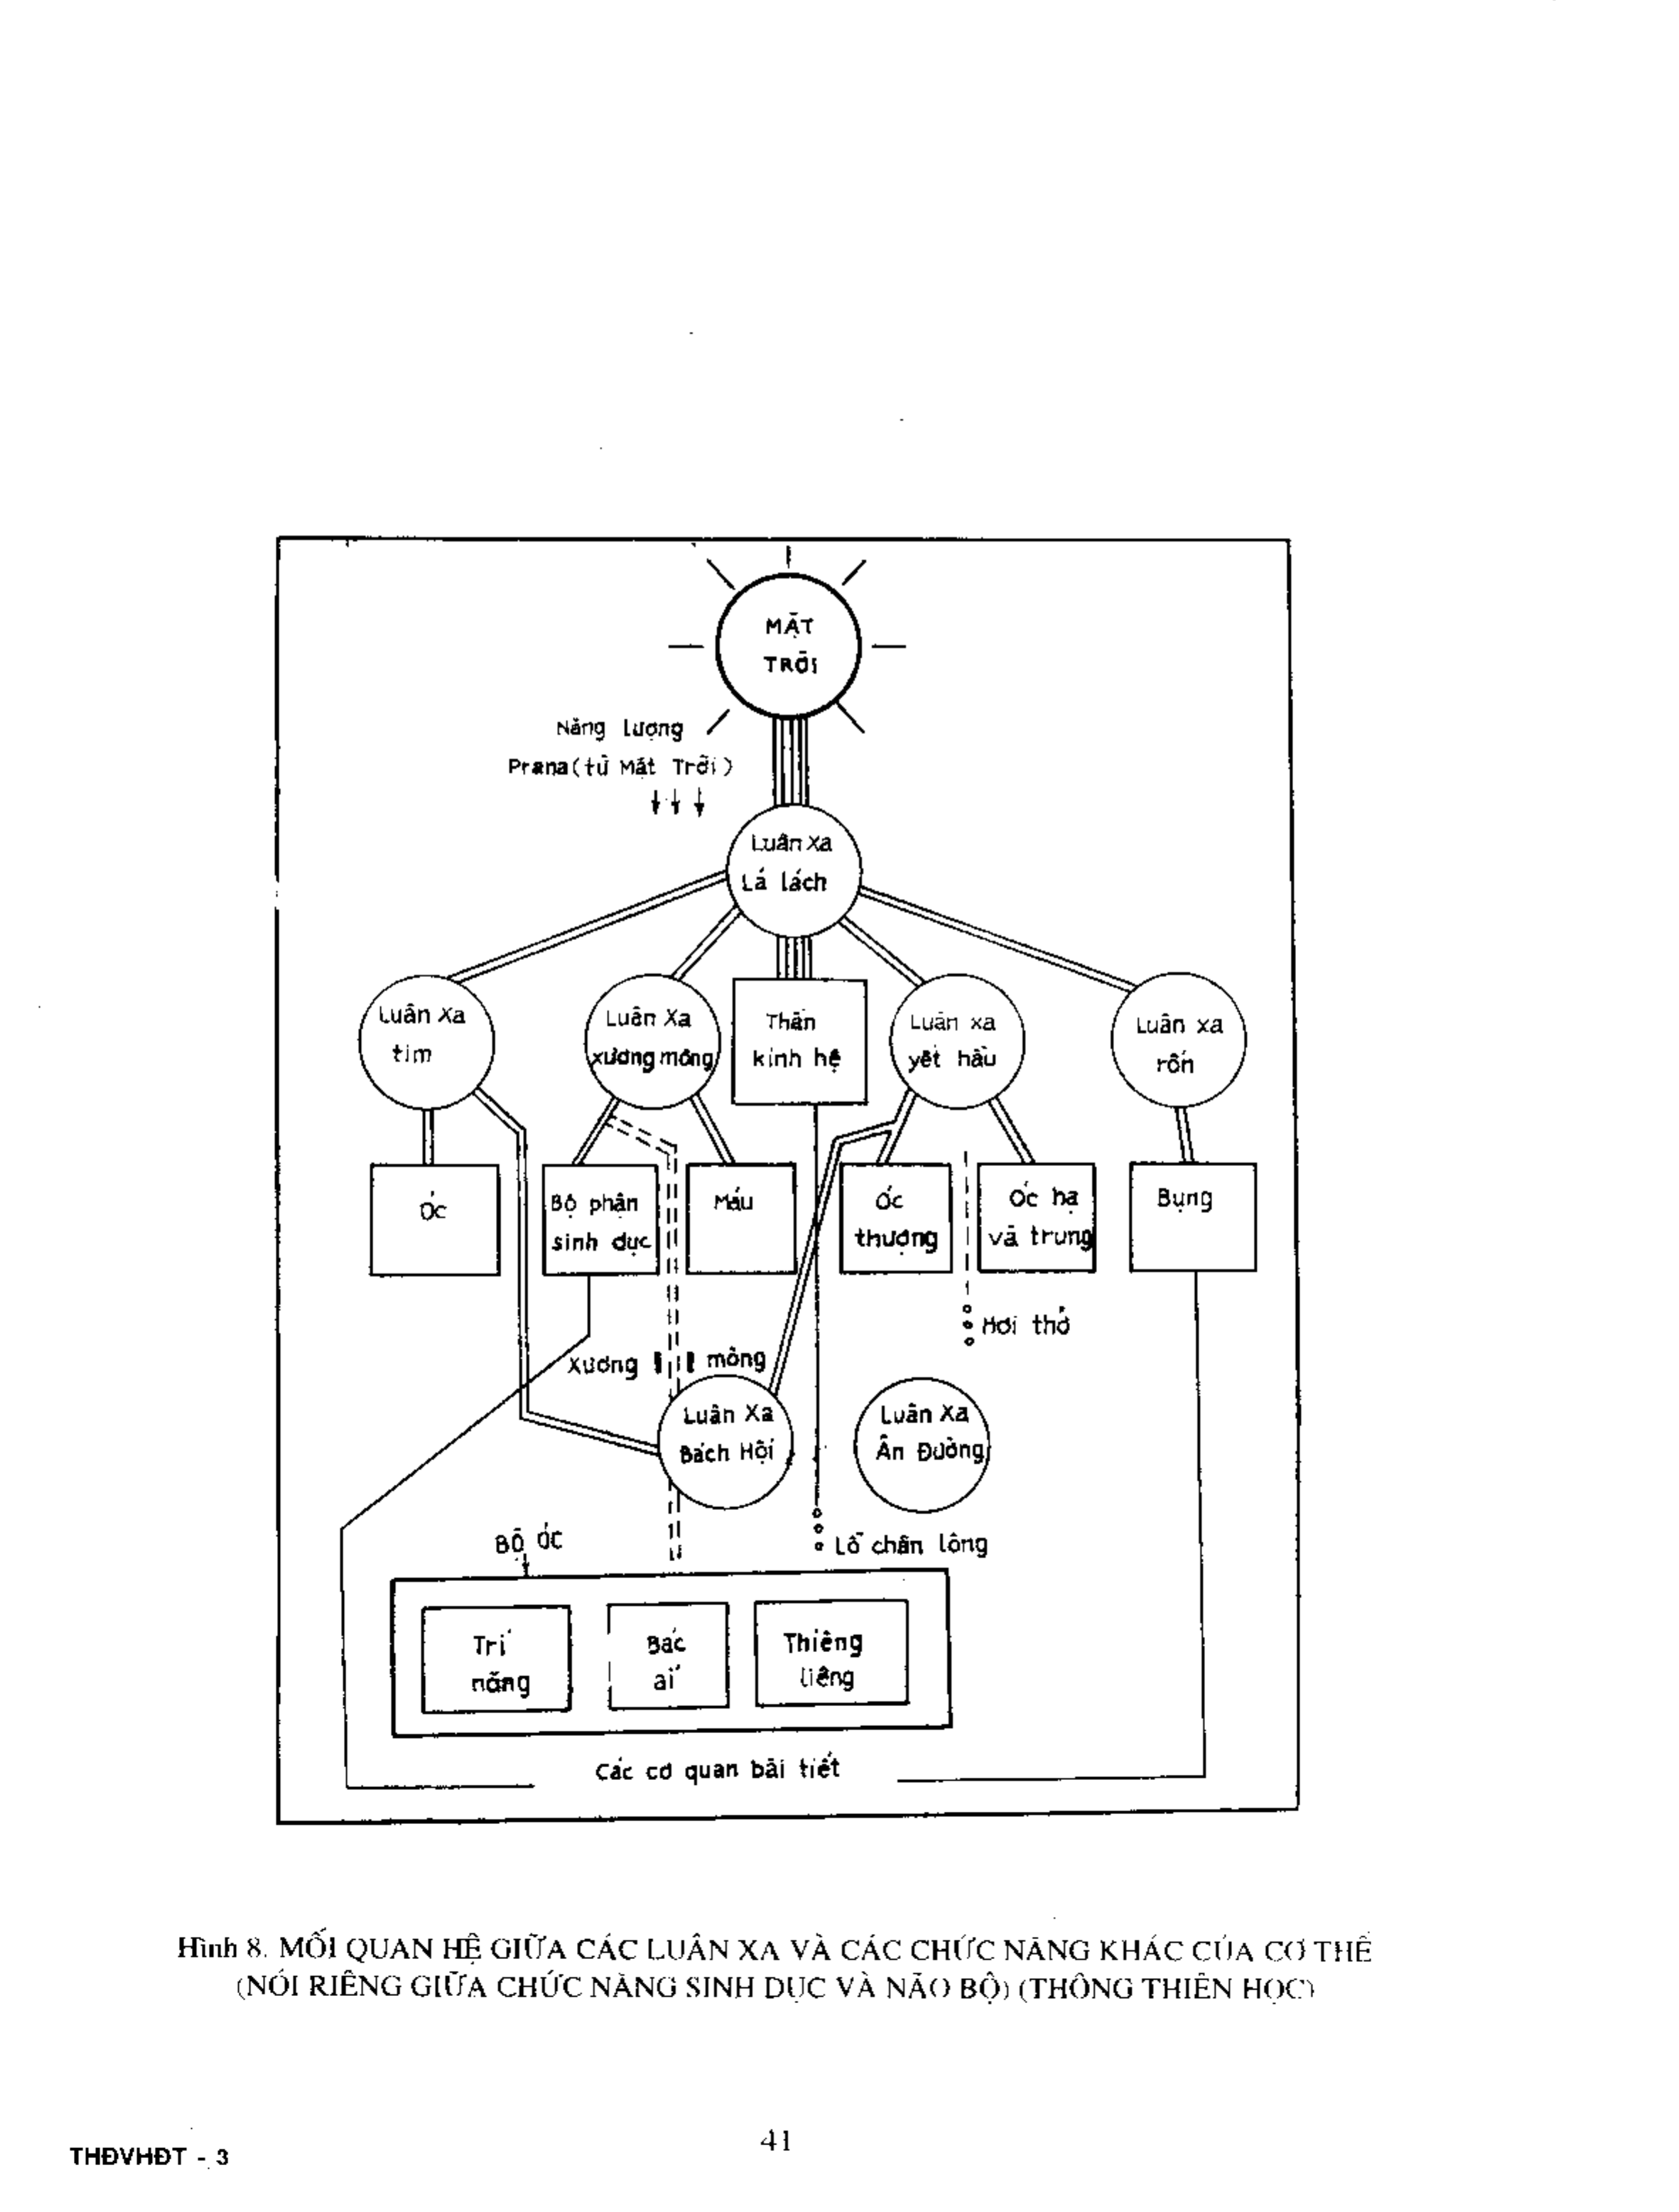 MẶT
TRỜI
Năng lượng
Prana (từ Mặt Trời)
Luân Xa
Lá lách
Luân Xa
tim
Luân Xa
xương mông
Thần
kinh hệ
Luân xa
yết hầu
Luân xa
rốn
Óc
Bộ phận
sinh dục
Máu
Óc
thượng
Óc hạ
và trung
Bụng
Hơi thở
Xương mông
Luân Xa
Bách Hội
Luân Xa
Ấn Đường
Bộ óc
Lỗ chân lông
Trí
năng
Bác
ái
Thiêng
liêng
Các cơ quan bài tiết
Hình 8. MỐI QUAN HỆ GIỮA CÁC LUÂN XA VÀ CÁC CHỨC NĂNG KHÁC CỦA CƠ THỂ
(NÓI RIÊNG GIỮA CHỨC NĂNG SINH DỤC VÀ NÃO BỘ) (THÔNG THIÊN HỌC)
41
THĐVHĐT - 3